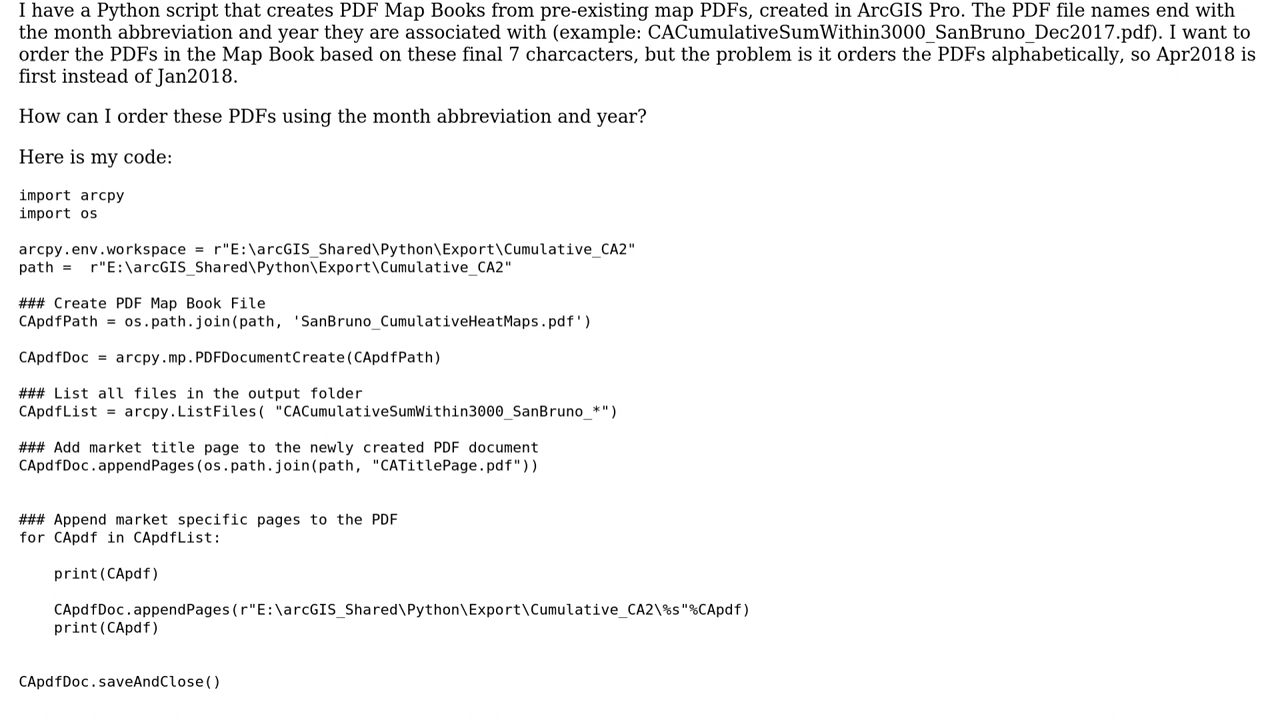 I have a Python script that creates PDF Map Books from pre-existing map PDFs, created in ArcGIS Pro. The PDF file names end with
the month abbreviation and year they are associated with (example: CACumulativeSumWithin3000_SanBruno_Dec2017.pdf). I want to
order the PDFs in the Map Book based on these final 7 charcacters, but the problem is it orders the PDFs alphabetically, so Apr2018 is
first instead of Jan2018.
How can I order these PDFs using the month abbreviation and year?
Here is my code:
import arcpy
import os
arcpy.env.workspace = r"E:\arcGIS_Shared\Python\Export\Cumulative_CA2"
path =  r"E:\arcGIS_Shared\Python\Export\Cumulative_CA2"
### Create PDF Map Book File
CApdfPath = os.path.join(path, 'SanBruno_CumulativeHeatMaps.pdf')
CApdfDoc = arcpy.mp.PDFDocumentCreate(CApdfPath)
### List all files in the output folder
CApdfList = arcpy.ListFiles( "CACumulativeSumWithin3000_SanBruno_*")
### Add market title page to the newly created PDF document
CApdfDoc.appendPages(os.path.join(path, "CATitlePage.pdf"))
### Append market specific pages to the PDF
for CApdf in CApdfList:
    print(CApdf)
    CApdfDoc.appendPages(r"E:\arcGIS_Shared\Python\Export\Cumulative_CA2\%s"%CApdf)
    print(CApdf)
CApdfDoc.saveAndClose()